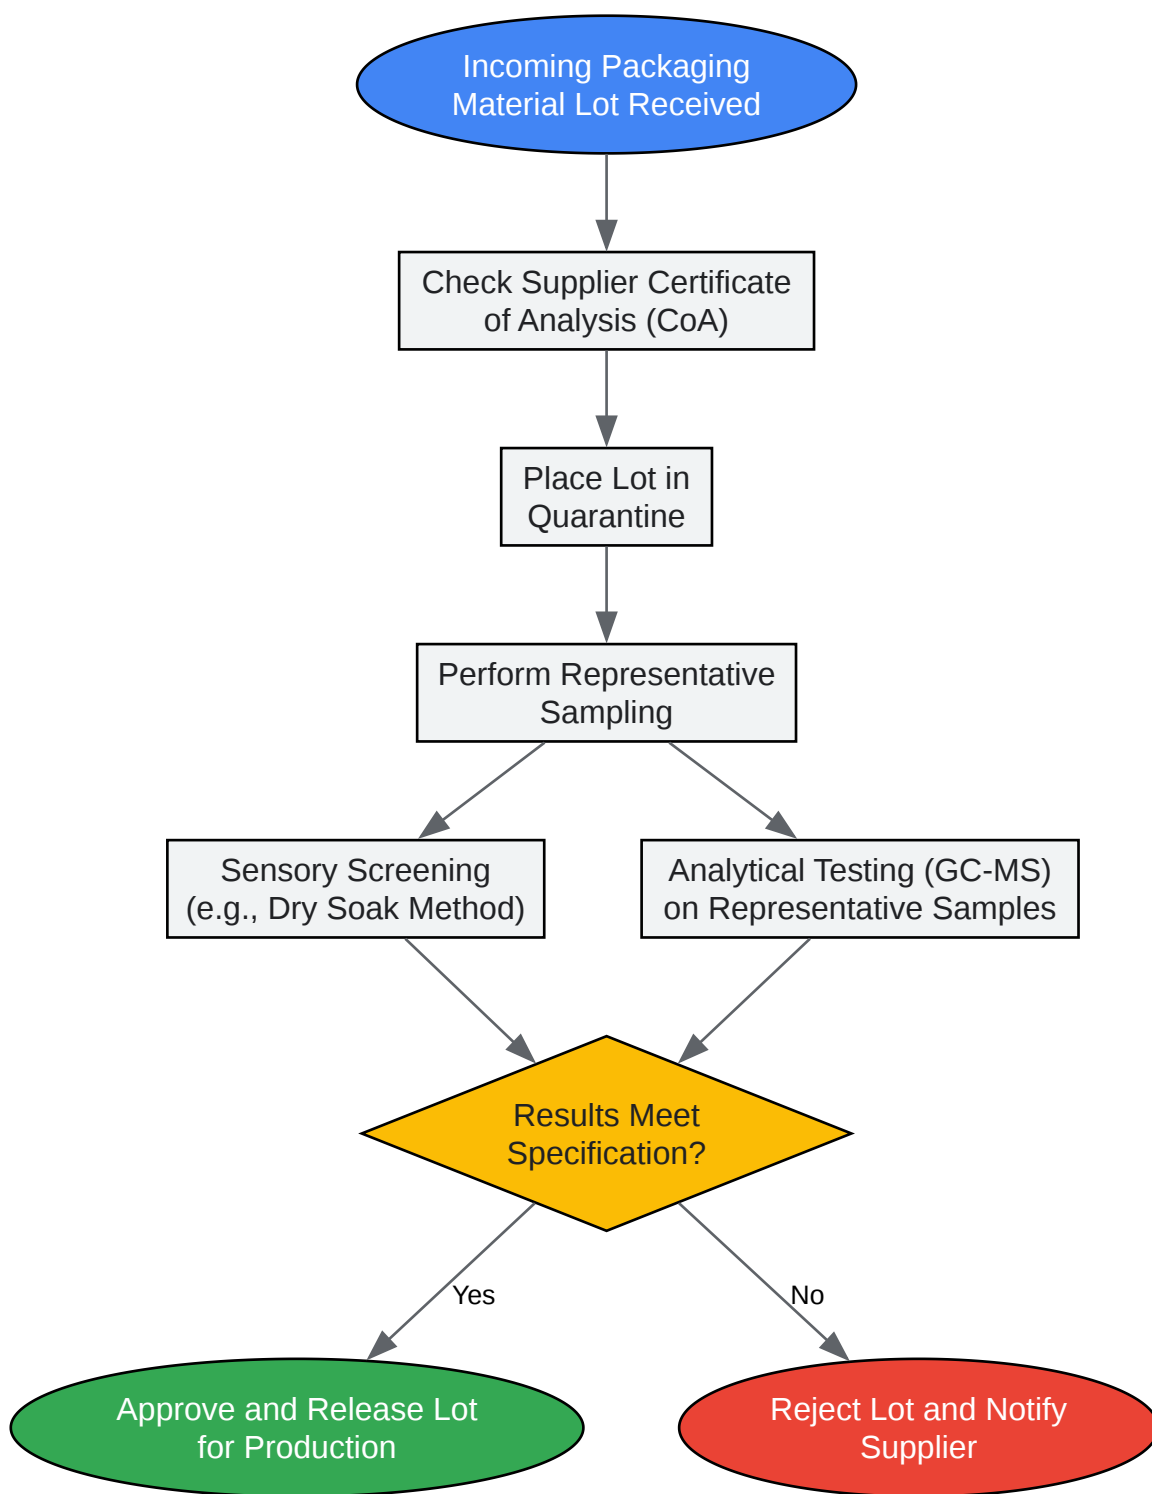 Incoming Packaging
Material Lot Received
Check Supplier Certificate
of Analysis (CoA)
Place Lot in
Quarantine
Perform Representative
Sampling
Sensory Screening
(e.g., Dry Soak Method)
Analytical Testing (GC-MS)
on Representative Samples
Results Meet
Specification?
Yes
No
Approve and Release Lot
for Production
Reject Lot and Notify
Supplier